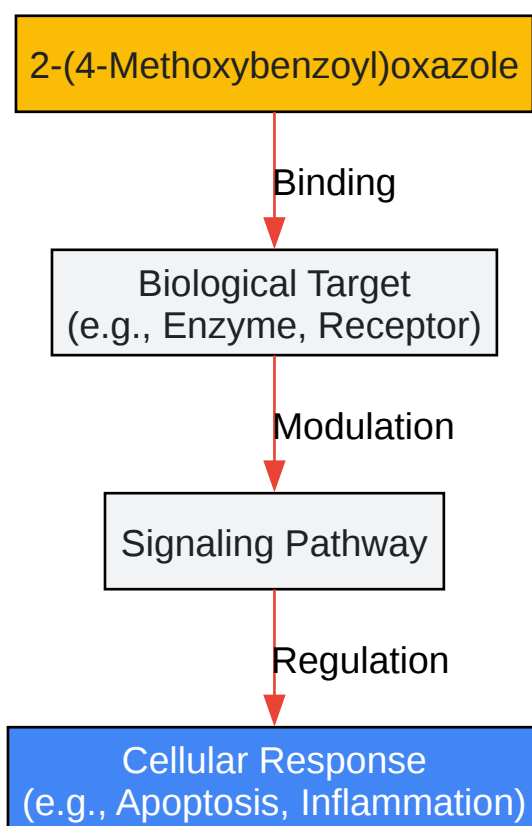 2-(4-Methoxybenzoyl)oxazole
Binding
Biological Target
(e.g., Enzyme, Receptor)
Modulation
Signaling Pathway
Regulation
Cellular Response
(e.g., Apoptosis, Inflammation)